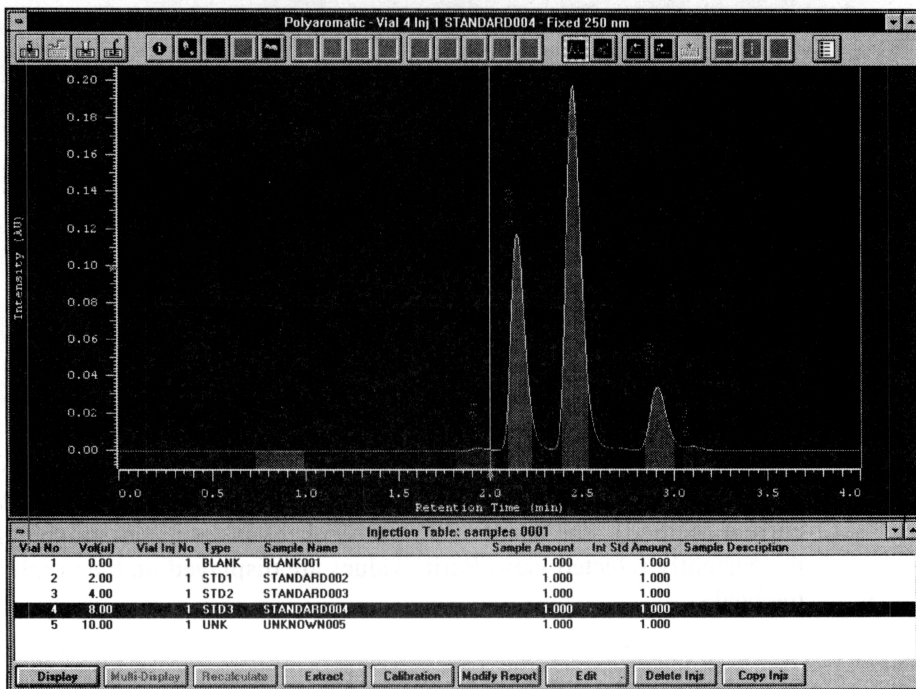 Polyaromatic - Vial 4 Inj 1 STANDARD004 - Fixed 250 nm
0.20
0.18
0.16
0.14
0.12
0.10
0.08
0.06
0.04
0.02
0.00
Intensity (AU)
0.0 0.5 1.0 1.5 2.0 2.5 3.0 3.5 4.0
Retention Time (min)
Injection Table: samples 0001
Vial No Vol(ul) Vial Inj No Type Sample Name Sample Amount Int Std Amount Sample Description
1 0.00 1 BLANK BLANK001 1.000 1.000
2 2.00 1 STD1 STANDARD002 1.000 1.000
3 4.00 1 STD2 STANDARD003 1.000 1.000
4 8.00 1 STD3 STANDARD004 1.000 1.000
5 10.00 1 UNK UNKNOWN005 1.000 1.000
Display Multi-Display Recalculate Extract Calibration Modify Report Edit Delete Injs Copy Injs